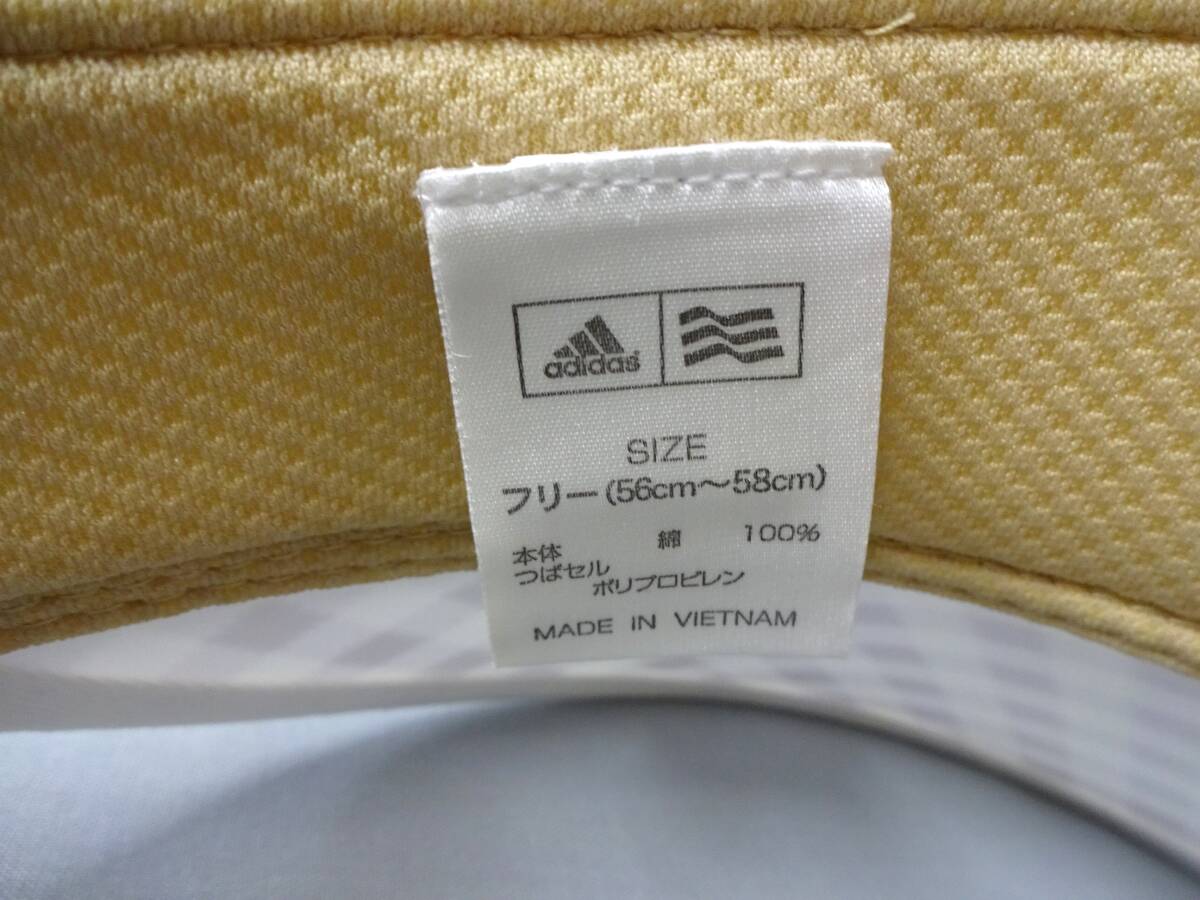 adidas
SIZE
フリー(56cm〜58cm)
本体 綿 100%
つばセル
ポリプロピレン
MADE IN VIETNAM